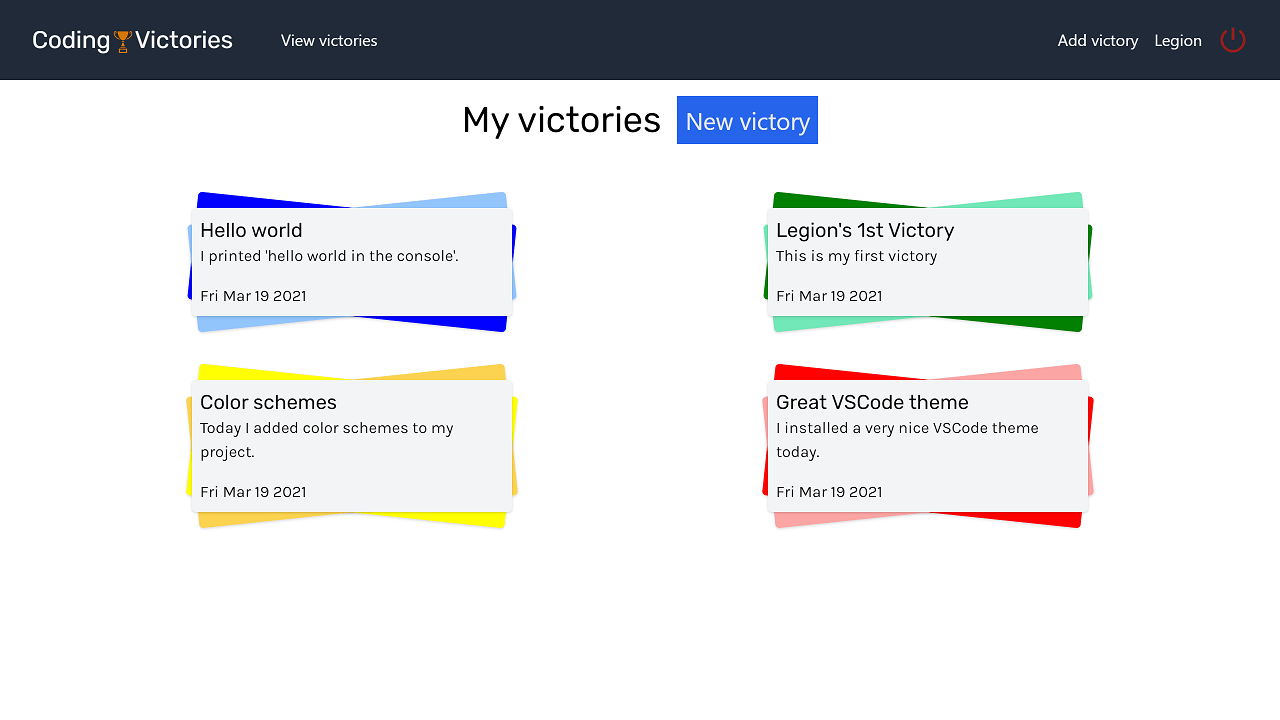 Coding Victories
View victories
Add victory
Legion
My victories
New victory
Hello world
I printed 'hello world in the console'.
Fri Mar 19 2021
Legion's 1st Victory
This is my first victory
Fri Mar 19 2021
Color schemes
Today I added color schemes to my
project.
Fri Mar 19 2021
Great VSCode theme
I installed a very nice VSCode theme
today.
Fri Mar 19 2021